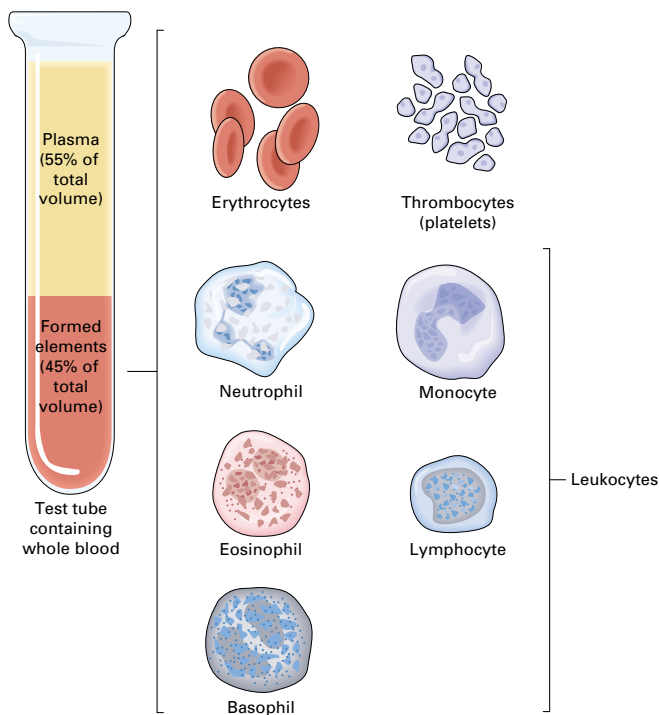 Plasma
(55% of
total
volume)
Formed
elements
(45% of
total
volume)
Test tube
containing
whole blood
Erythrocytes
Thrombocytes
(platelets)
Neutrophil
Monocyte
Eosinophil
Lymphocyte
Basophil
Leukocytes